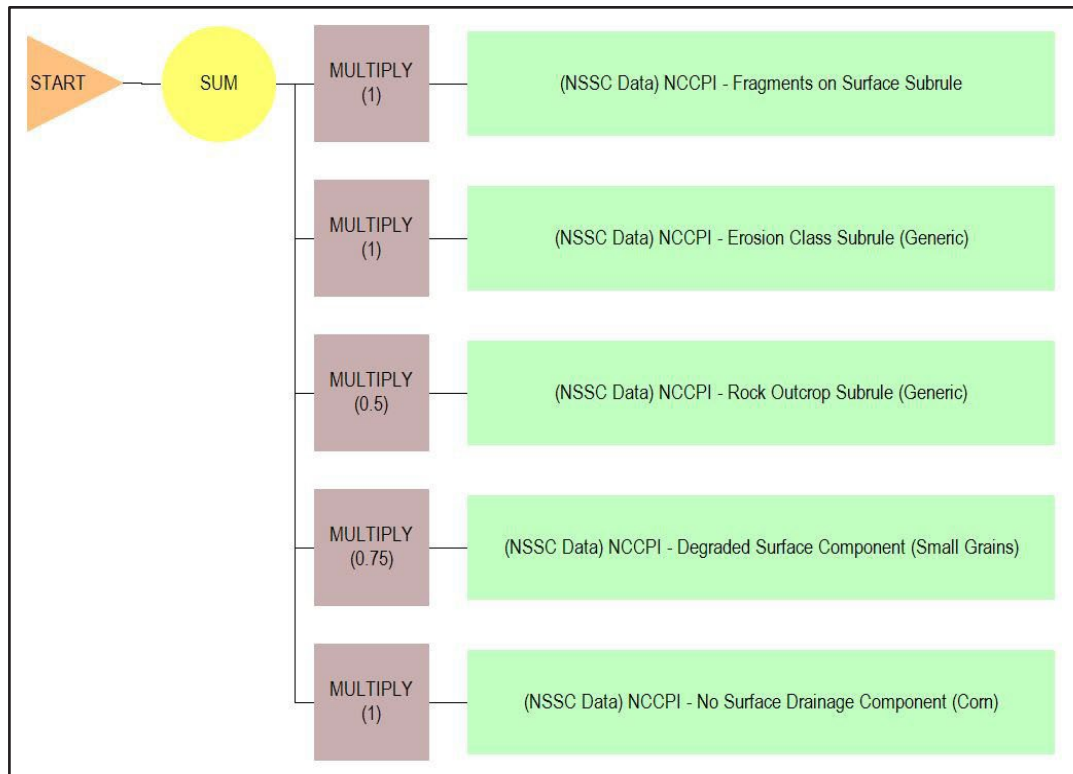 START
SUM
MULTIPLY
(1)
(NSSC Data) NCCPI - Fragments on Surface Subrule
MULTIPLY
(1)
(NSSC Data) NCCPI - Erosion Class Subrule (Generic)
MULTIPLY
(0.5)
(NSSC Data) NCCPI - Rock Outcrop Subrule (Generic)
MULTIPLY
(0.75)
(NSSC Data) NCCPI - Degraded Surface Component (Small Grains)
MULTIPLY
(1)
(NSSC Data) NCCPI - No Surface Drainage Component (Corn)